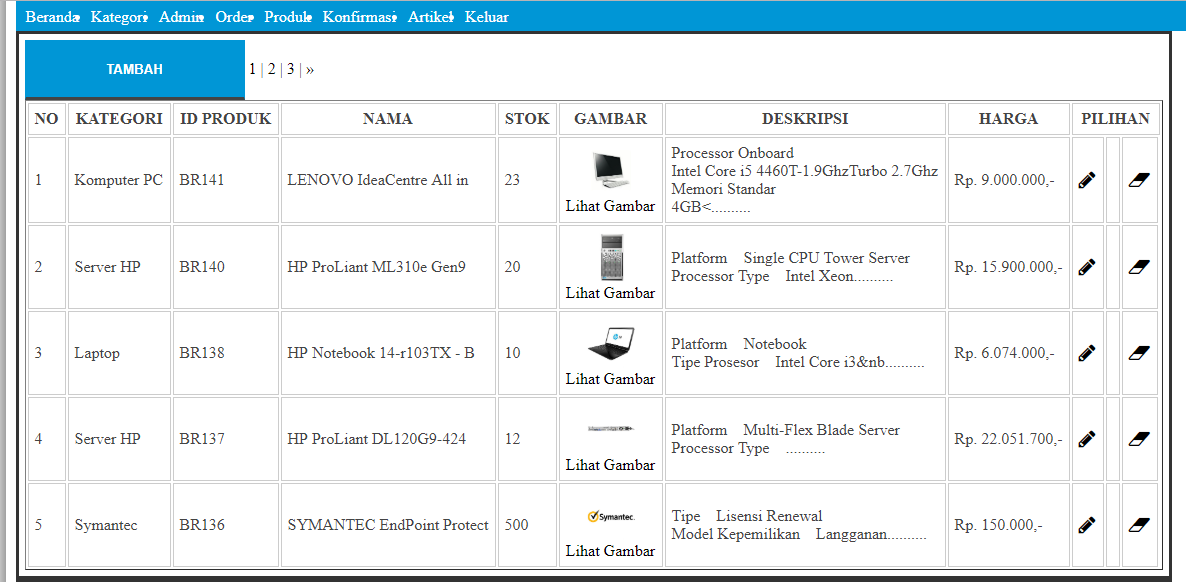 Beranda Kategori Admin Order Produk Konfirmasi Artikel Keluar
TAMBAH 1 | 2 | 3 | »
NO KATEGORI ID PRODUK NAMA STOK GAMBAR DESKRIPSI HARGA PILIHAN
1 Komputer PC BR141 LENOVO IdeaCentre All in 23 Lihat Gambar
Processor Onboard
Intel Core i5 4460T-1.9GhzTurbo 2.7Ghz
Memori Standar
4GB<..........
Rp. 9.000.000,-
2 Server HP BR140 HP ProLiant ML310e Gen9 20 Lihat Gambar
Platform Single CPU Tower Server
Processor Type Intel Xeon..........
Rp. 15.900.000,-
3 Laptop BR138 HP Notebook 14-r103TX - B 10 Lihat Gambar
Platform Notebook
Tipe Prosesor Intel Core i3&nb..........
Rp. 6.074.000,-
4 Server HP BR137 HP ProLiant DL120G9-424 12 Lihat Gambar
Platform Multi-Flex Blade Server
Processor Type ..........
Rp. 22.051.700,-
5 Symantec BR136 SYMANTEC EndPoint Protect 500 Symantec. Lihat Gambar
Tipe Lisensi Renewal
Model Kepemilikan Langganan..........
Rp. 150.000,-